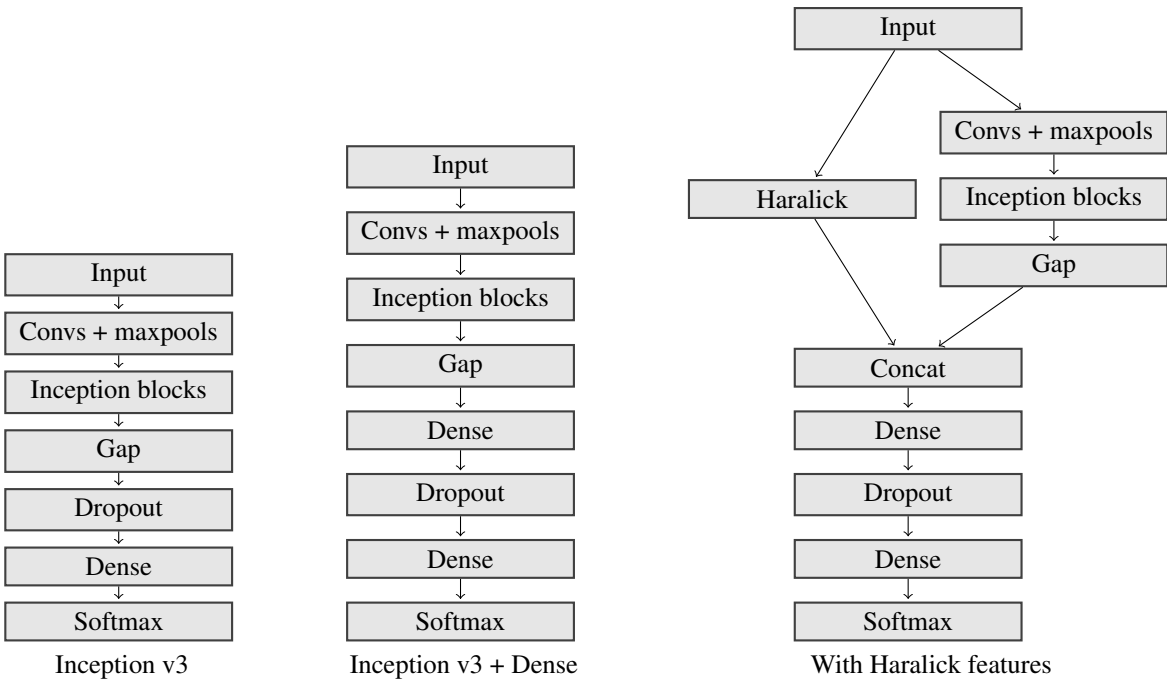 Input
Convs + maxpools
Inception blocks
Gap
Dropout
Dense
Softmax
Inception v3
Input
Convs + maxpools
Inception blocks
Gap
Dense
Dropout
Dense
Softmax
Inception v3 + Dense
Input
Convs + maxpools
Haralick
Inception blocks
Gap
Concat
Dense
Dropout
Dense
Softmax
With Haralick features